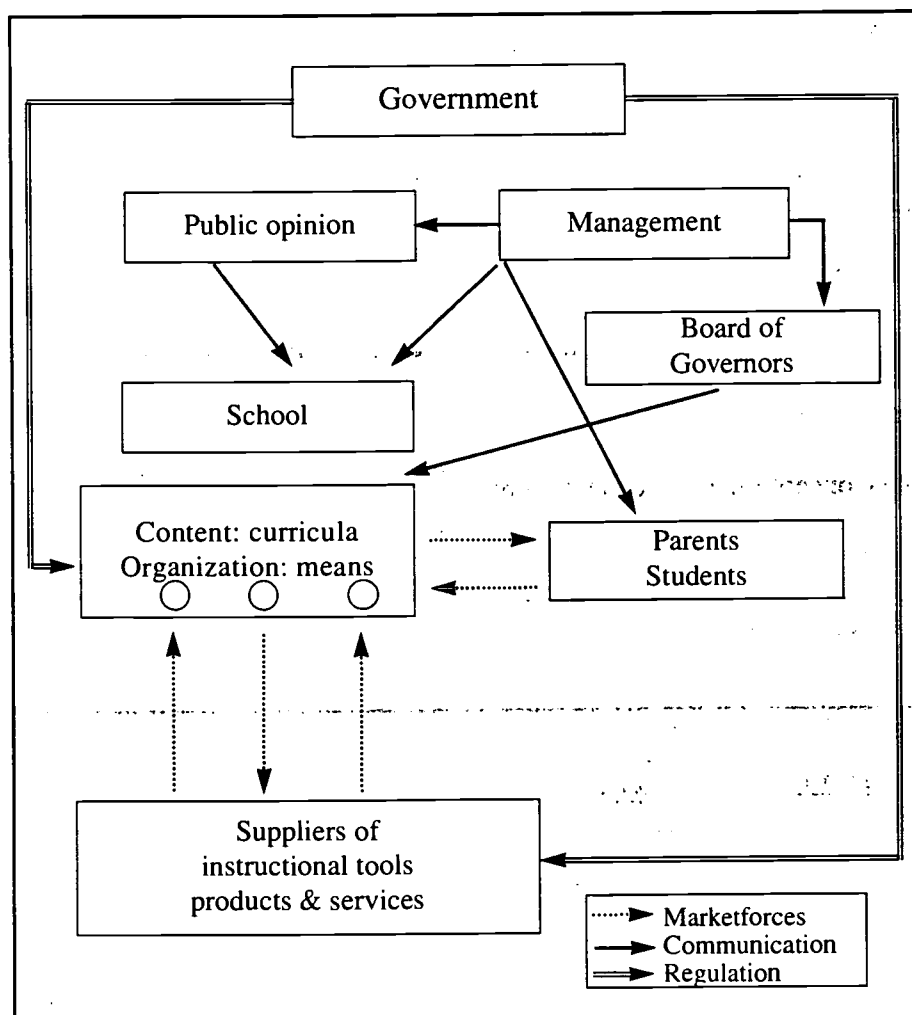 Government
Public opinion
Management
Board of
Governors
School
Content: curricula
Organization: means
Parents
Students
Suppliers of
instructional tools
products & services
Marketforces
Communication
Regulation